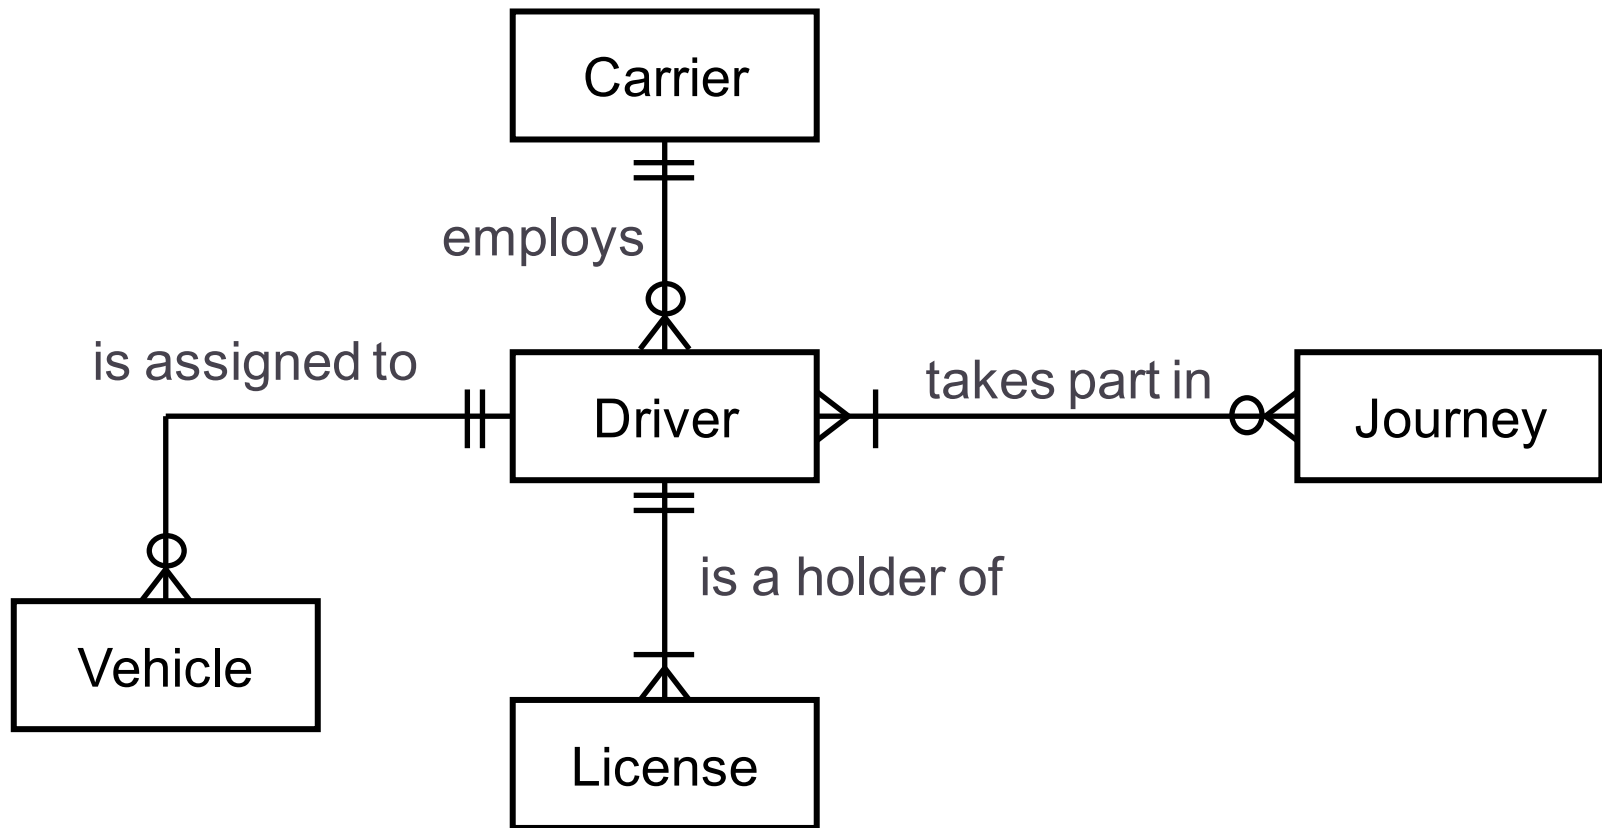 Carrier
employs
is assigned to
takes part in
Driver
Journey
is a holder of
Vehicle
License